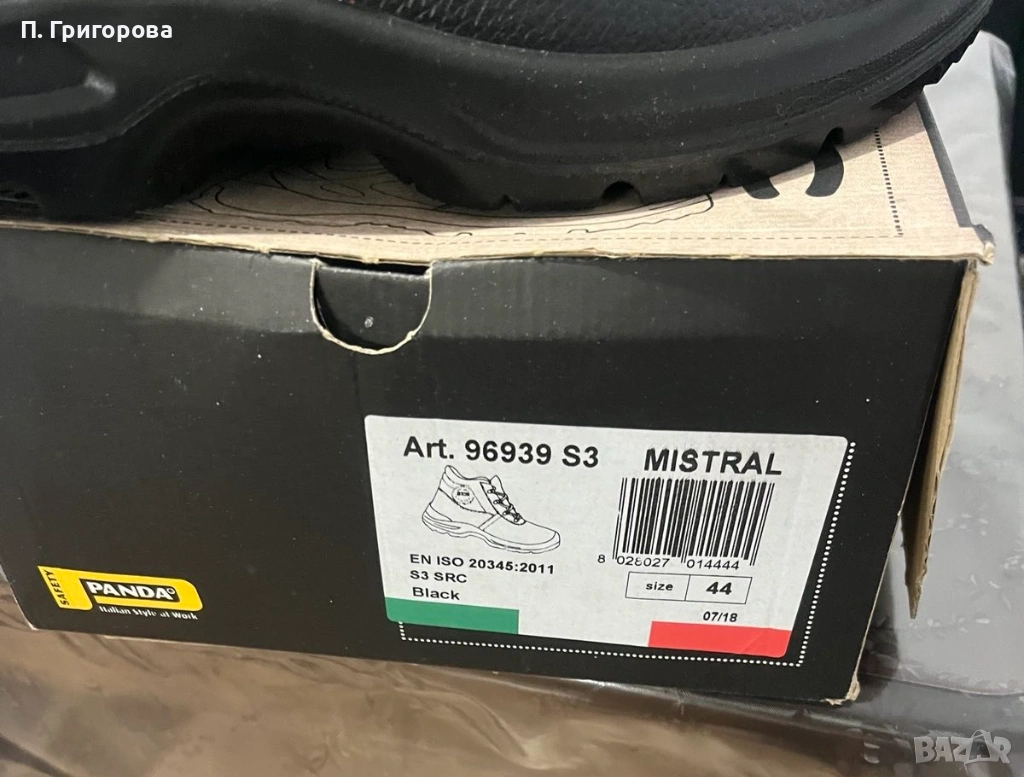 П. Григорова
Art. 96939 S3
MISTRAL
EN ISO 20345:2011
S3 SRC
Black
8 028027 014444
size 44
07/18
SAFETY
PANDA
Italian Style at Work
BAZAR